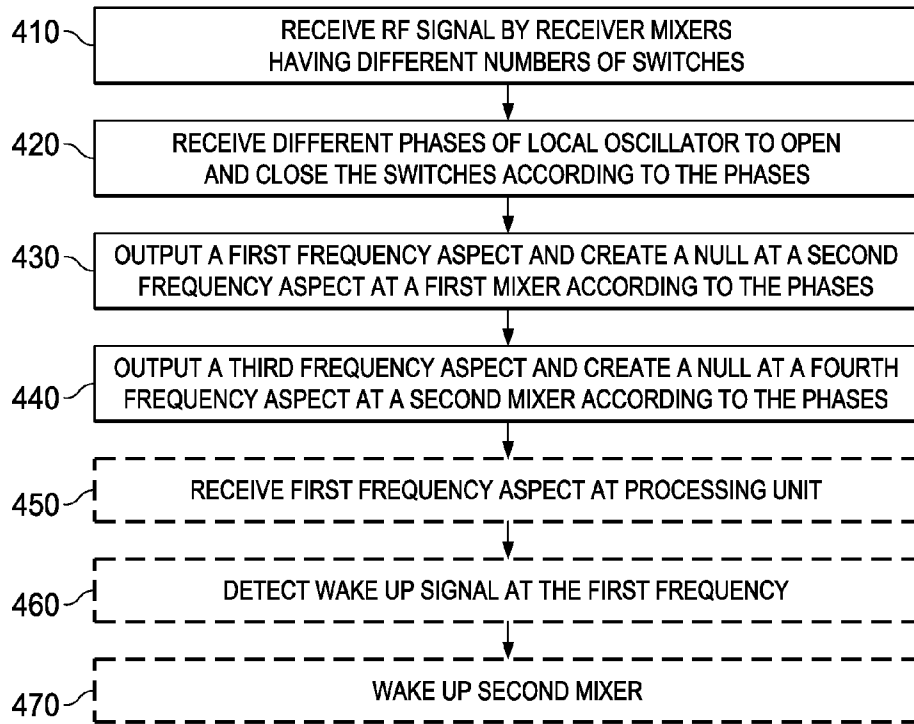 410
RECEIVE RF SIGNAL BY RECEIVER MIXERS
HAVING DIFFERENT NUMBERS OF SWITCHES
420
RECEIVE DIFFERENT PHASES OF LOCAL OSCILLATOR TO OPEN
AND CLOSE THE SWITCHES ACCORDING TO THE PHASES
430
OUTPUT A FIRST FREQUENCY ASPECT AND CREATE A NULL AT A SECOND
FREQUENCY ASPECT AT A FIRST MIXER ACCORDING TO THE PHASES
440
OUTPUT A THIRD FREQUENCY ASPECT AND CREATE A NULL AT A FOURTH
FREQUENCY ASPECT AT A SECOND MIXER ACCORDING TO THE PHASES
450
RECEIVE FIRST FREQUENCY ASPECT AT PROCESSING UNIT
460
DETECT WAKE UP SIGNAL AT THE FIRST FREQUENCY
470
WAKE UP SECOND MIXER